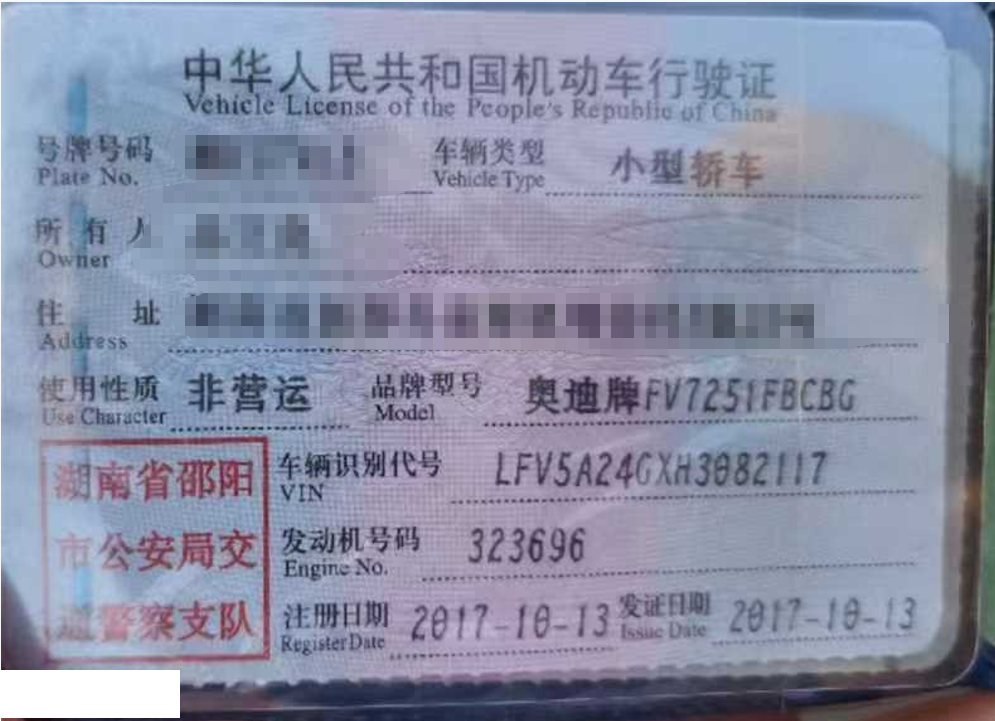 中华人民共和国机动车行驶证
Vehicle License of the People's Republic of China
号牌号码 车辆类型 小型轿车
Plate No. Vehicle Type
所有人
Owner
住址
Address
使用性质 非营运 品牌型号 奥迪牌FV7251FBCBG
Use Character Model
湖南省邵阳
市公安局交
通警察支队
车辆识别代号 LFV5A24GXH3082117
VIN
发动机号码 323696
Engine No.
注册日期 2017-10-13 发证日期 2017-10-13
Register Date Issue Date